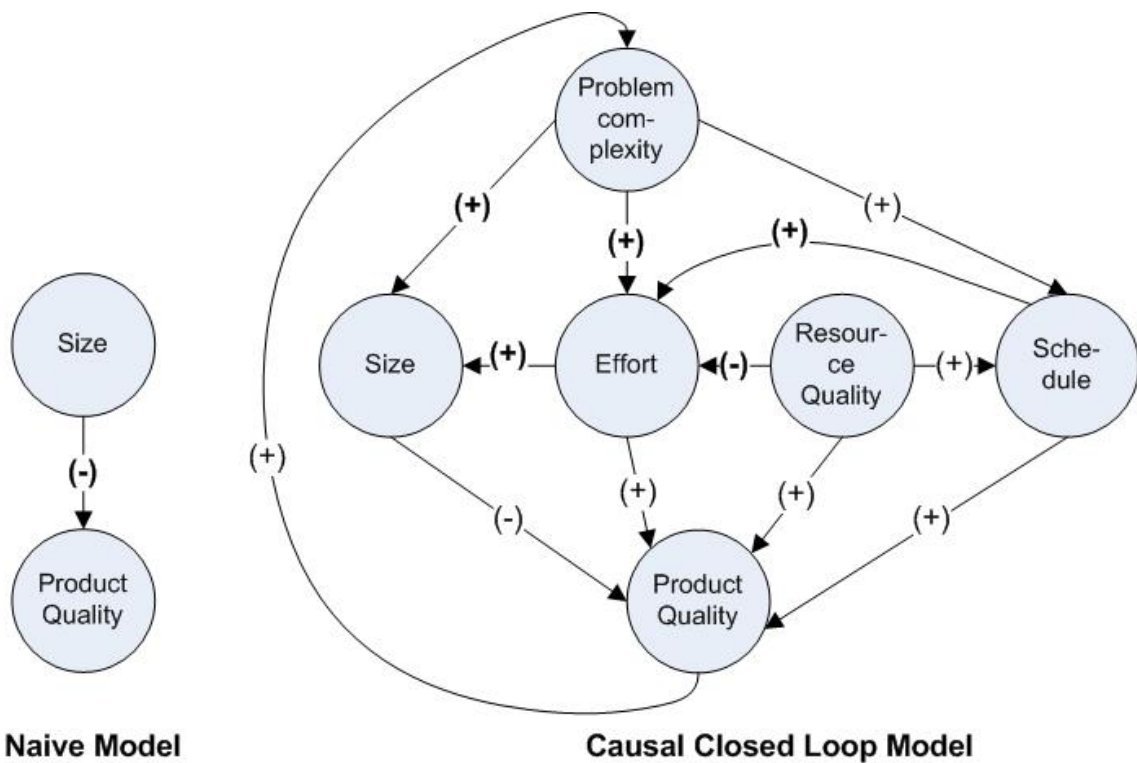 Problem
com-
plexity
(+)
(+)
(+)
(+)
Size
Size
(+)
Effort
(-)
Resour-
ce
Quality
(+)
Sche-
dule
(-)
(+)
(-)
(+)
(+)
(+)
Product
Quality
Product
Quality
Naive Model
Causal Closed Loop Model